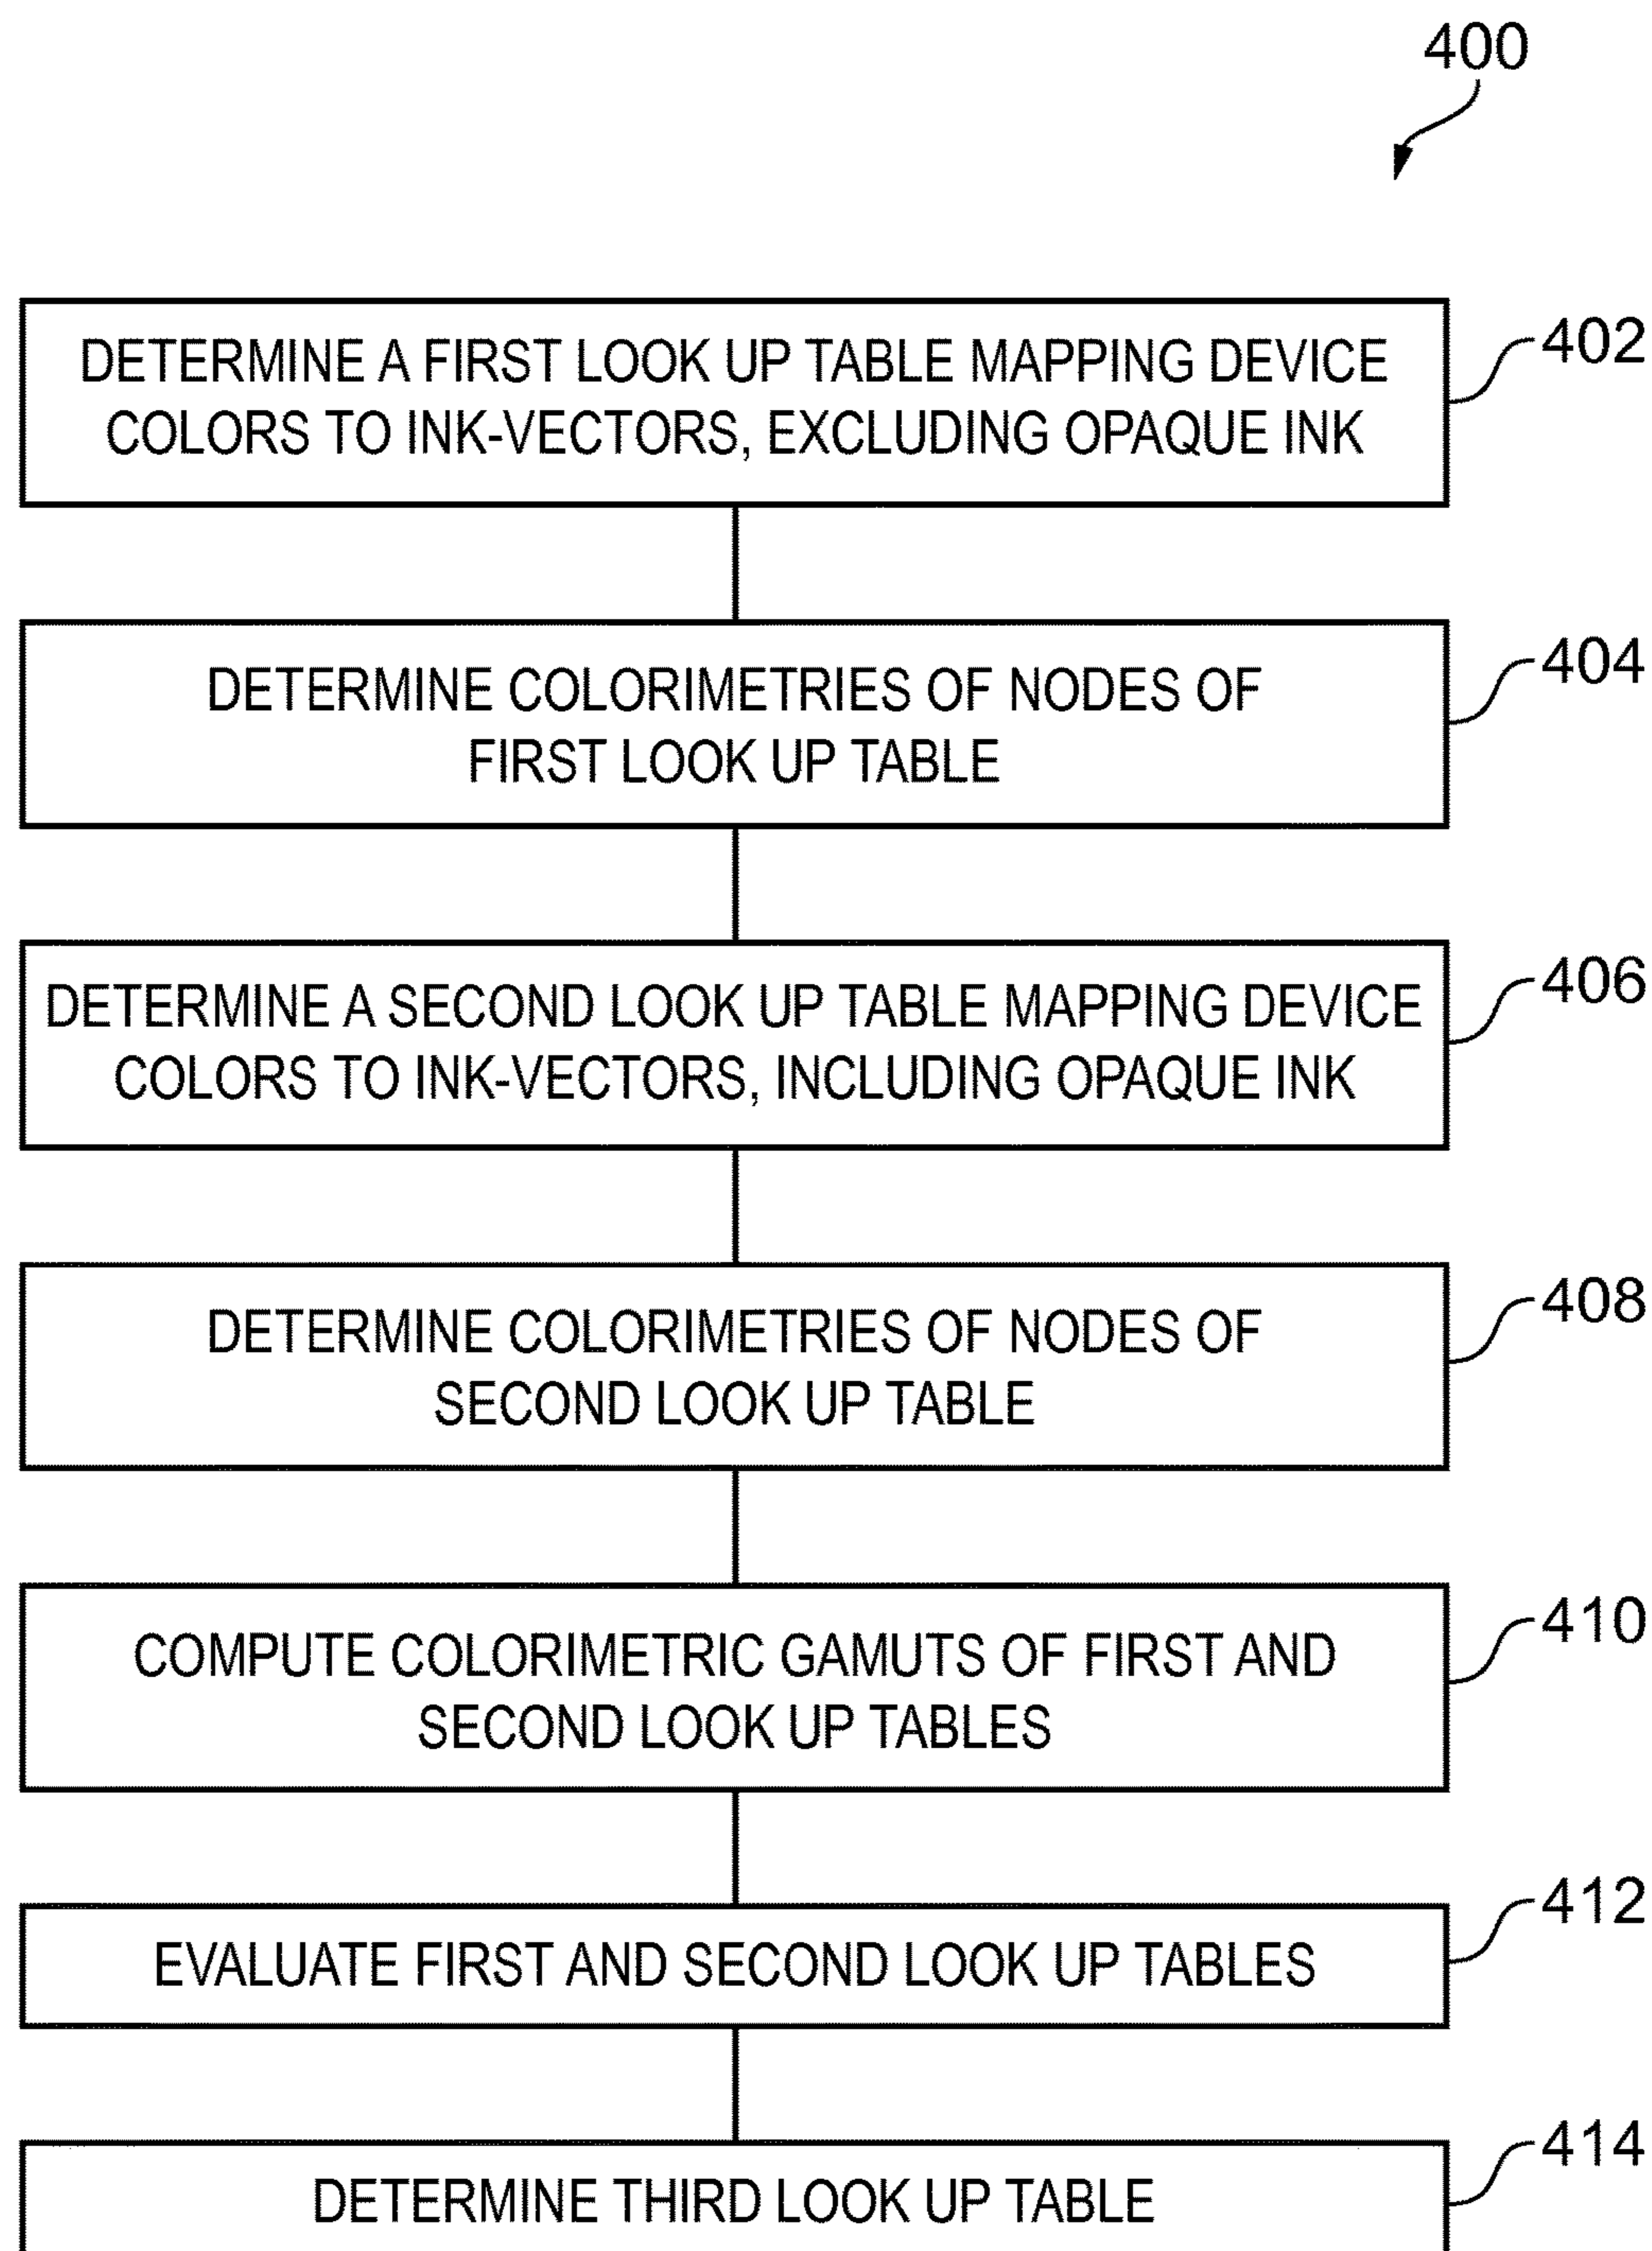 400
DETERMINE A FIRST LOOK UP TABLE MAPPING DEVICE
COLORS TO INK-VECTORS, EXCLUDING OPAQUE INK
402
DETERMINE COLORIMETRIES OF NODES OF
FIRST LOOK UP TABLE
404
DETERMINE A SECOND LOOK UP TABLE MAPPING DEVICE
COLORS TO INK-VECTORS, INCLUDING OPAQUE INK
406
DETERMINE COLORIMETRIES OF NODES OF
SECOND LOOK UP TABLE
408
COMPUTE COLORIMETRIC GAMUTS OF FIRST AND
SECOND LOOK UP TABLES
410
EVALUATE FIRST AND SECOND LOOK UP TABLES
412
DETERMINE THIRD LOOK UP TABLE
414